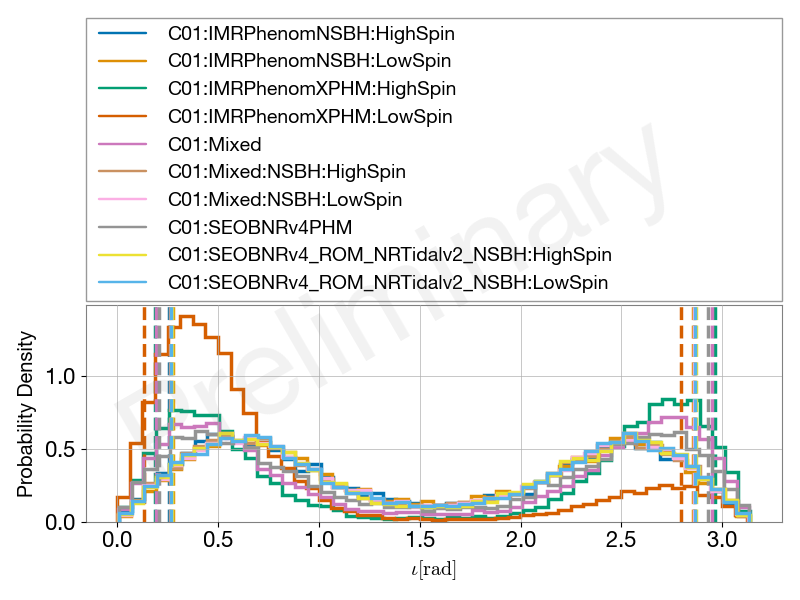 C01:IMRPhenomNSBH:HighSpin
C01:IMRPhenomNSBH:LowSpin
C01:IMRPhenomXPHM:HighSpin
C01:IMRPhenomXPHM:LowSpin
C01:Mixed
C01:Mixed:NSBH:HighSpin
C01:Mixed:NSBH:LowSpin
C01:SEOBNRv4PHM
C01:SEOBNRv4_ROM_NRTidalv2_NSBH:HighSpin
C01:SEOBNRv4_ROM_NRTidalv2_NSBH:LowSpin
Preliminary
Probability Density
1.0
0.5
0.0
0.0 0.5 1.0 1.5 2.0 2.5 3.0
ι[rad]